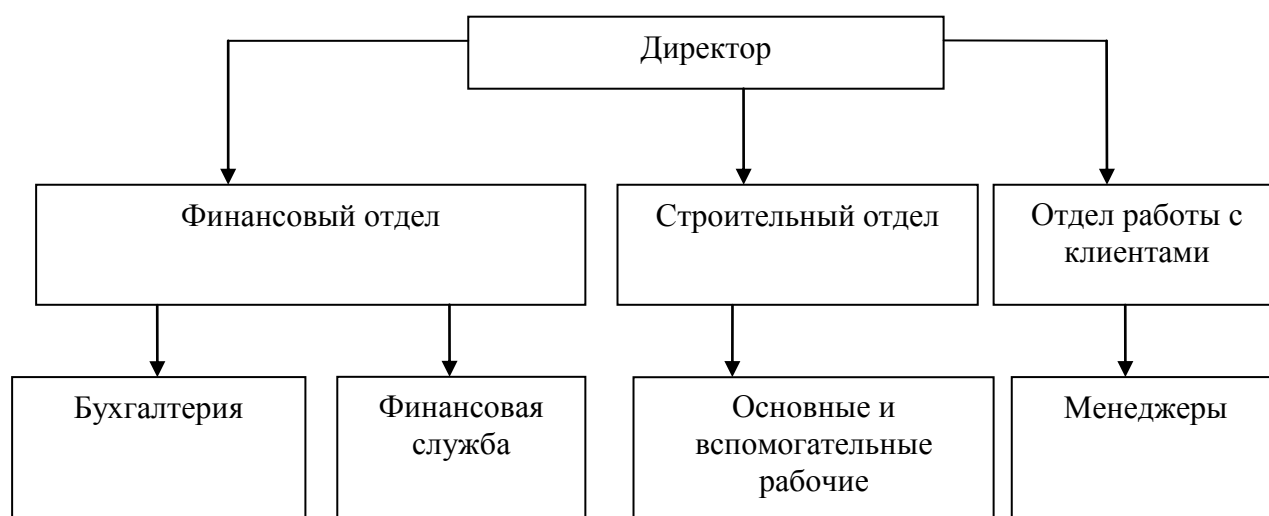 Директор
Финансовый отдел
Строительный отдел
Отдел работы с
клиентами
Бухгалтерия
Финансовая
служба
Основные и
вспомогательные
рабочие
Менеджеры